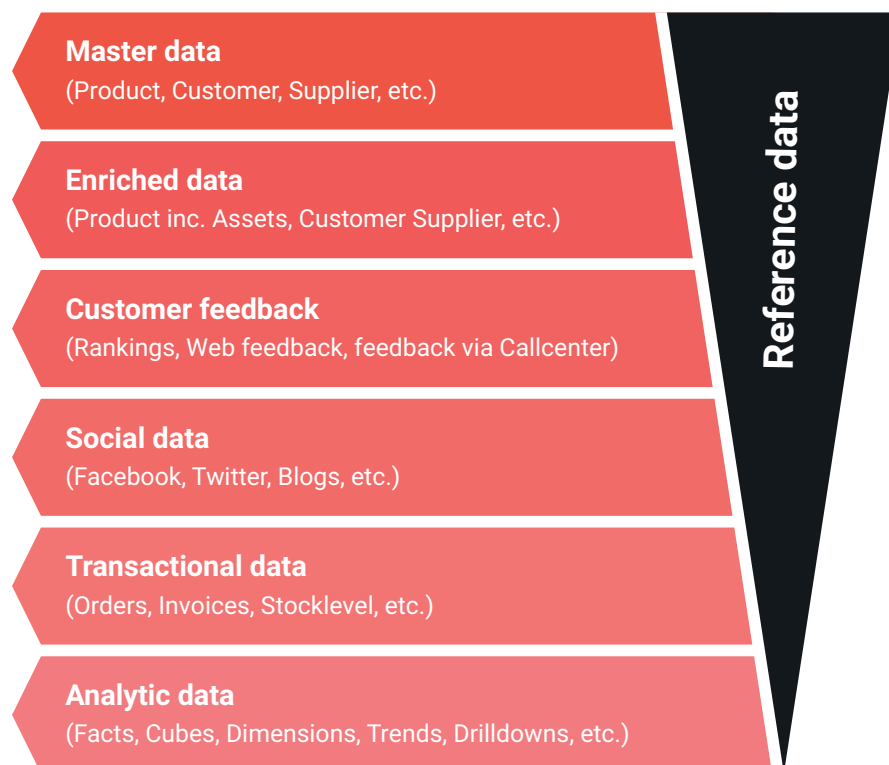 Master data
(Product, Customer, Supplier, etc.)
Enriched data
(Product inc. Assets, Customer Supplier, etc.)
Customer feedback
(Rankings, Web feedback, feedback via Callcenter)
Social data
(Facebook, Twitter, Blogs, etc.)
Transactional data
(Orders, Invoices, Stocklevel, etc.)
Analytic data
(Facts, Cubes, Dimensions, Trends, Drilldowns, etc.)
Reference data